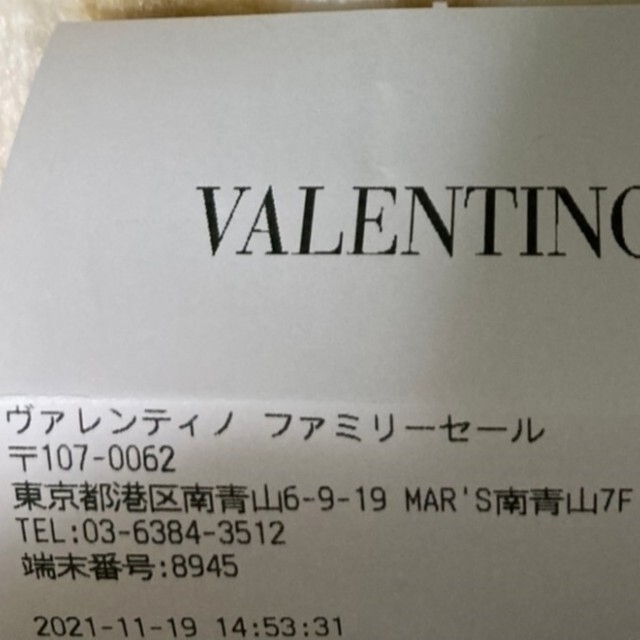 VALENTINO
ヴァレンティノ ファミリーセール
〒107-0062
東京都港区南青山6-9-19 MAR'S南青山7F
TEL:03-6384-3512
端末番号:8945
2021-11-19 14:53:31